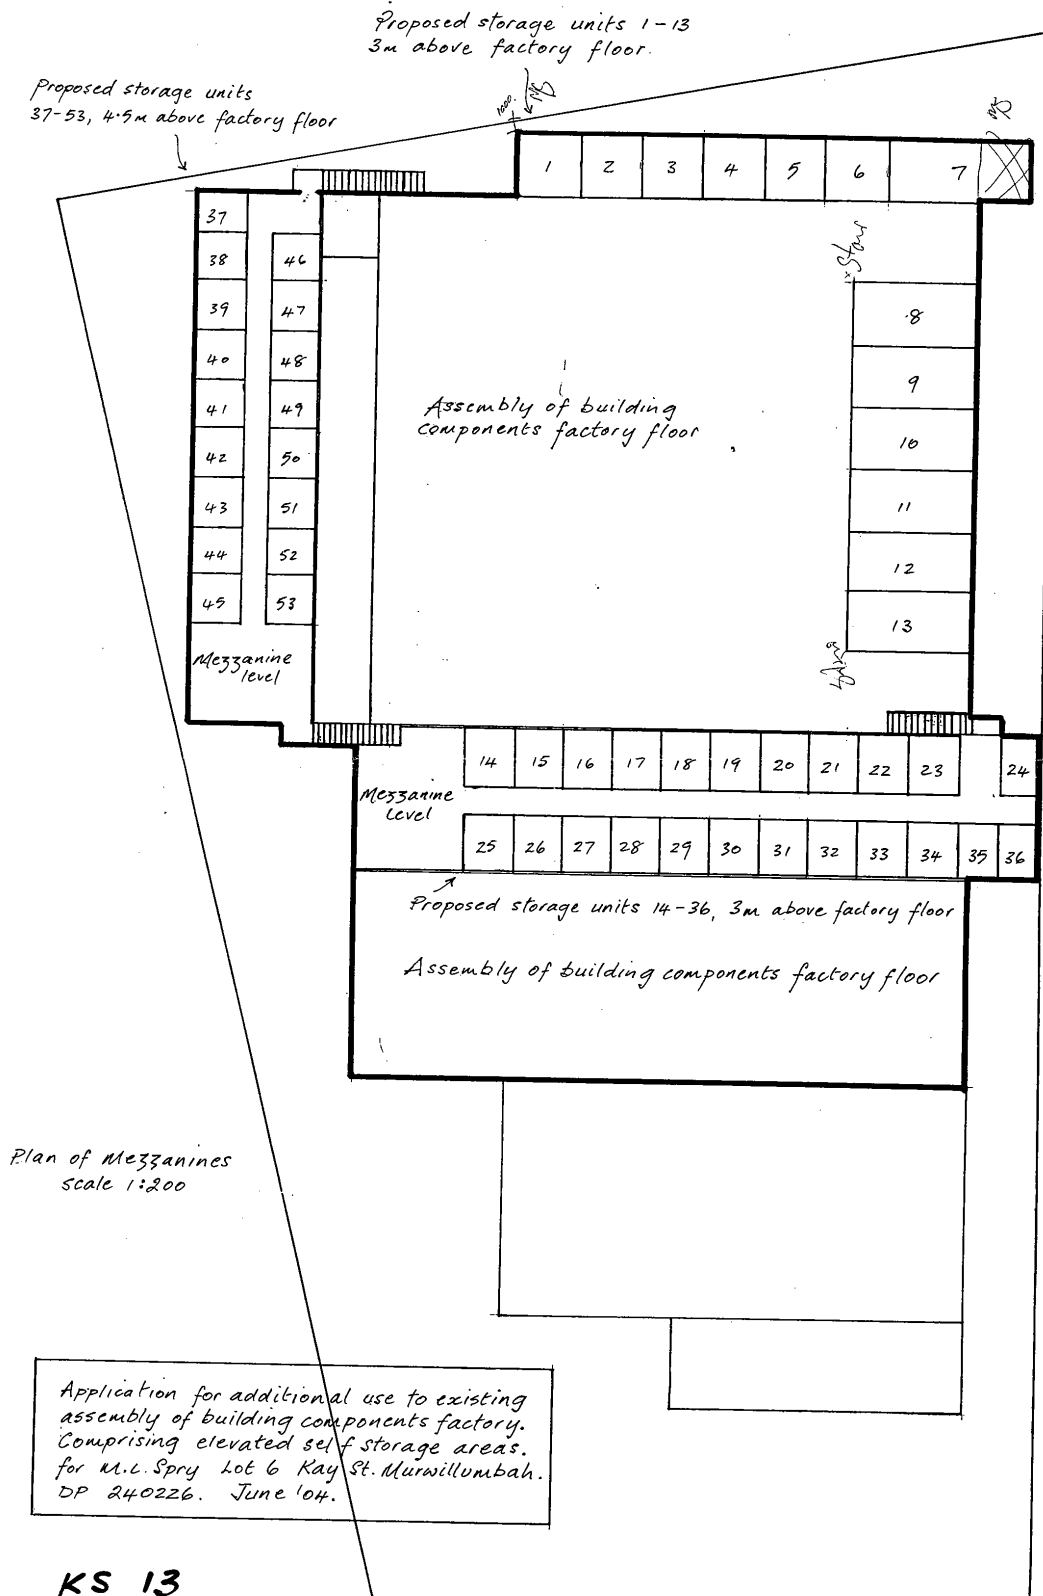 Proposed storage units 1-13
3m above factory floor.
Proposed storage units
37-53, 4.5m above factory floor
1000.
1
2
3
4
5
6
7
37
38
39
40
41
42
43
44
45
46
47
48
49
50
51
52
53
Stair
8
9
10
11
12
13
Assembly of building
components factory floor
Mezzanine
level
14
15
16
17
18
19
20
21
22
23
24
Mezzanine
Level
25
26
27
28
29
30
31
32
33
34
35
36
Proposed storage units 14-36, 3m above factory floor
Assembly of building components factory floor
Plan of Mezzanines
scale 1:200
Application for additional use to existing
assembly of building components factory.
Comprising elevated self storage areas.
for M.L. Spry Lot 6 Kay St. Murwillumbah.
DP 240226. June '04.
KS 13